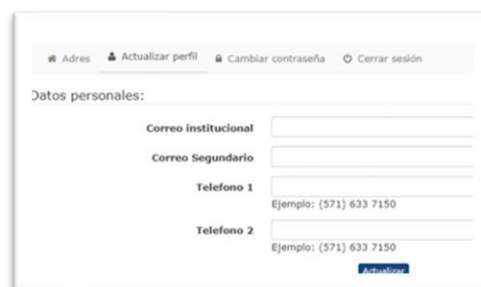 Adres Actualizar perfil Cambiar contraseña Cerrar sesión
Datos personales:
Correo institucional
Correo Segundario
Telefono 1
Ejemplo: (571) 633 7150
Telefono 2
Ejemplo: (571) 633 7150
Actualizar